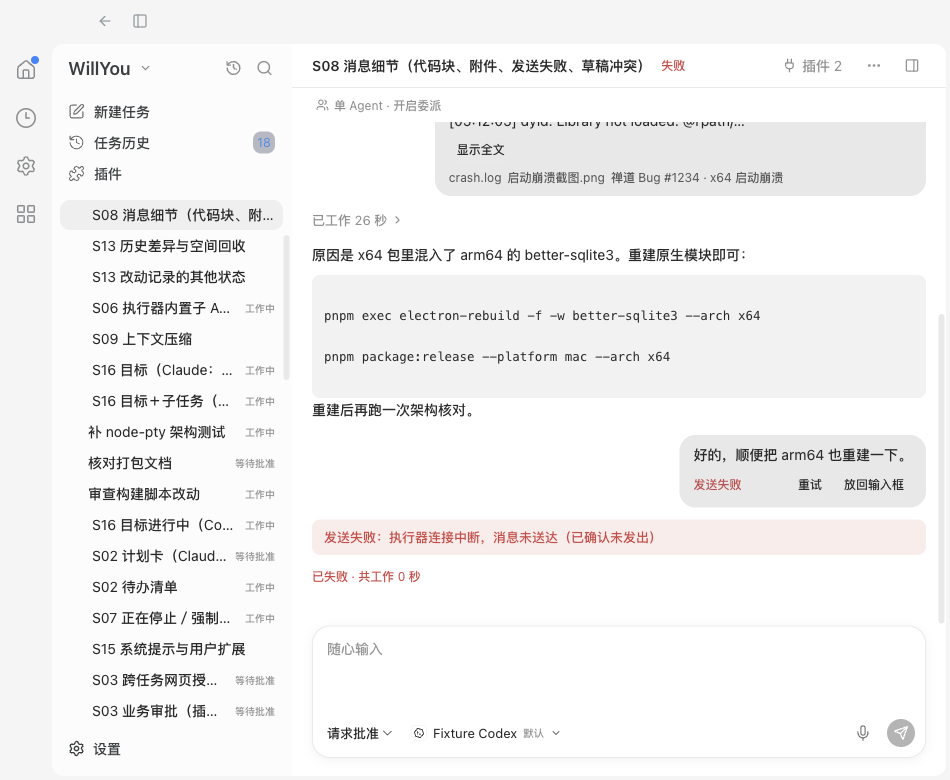 WillYou
新建任务
任务历史 18
插件
S08 消息细节（代码块、附...
S13 历史差异与空间回收
S13 改动记录的其他状态
S06 执行器内置子 A... 工作中
S09 上下文压缩
S16 目标（Claude：... 工作中
S16 目标＋子任务（... 工作中
补 node-pty 架构测试 工作中
核对打包文档 等待批准
审查构建脚本改动 工作中
S16 目标进行中（Co... 工作中
S02 计划卡（Claud... 等待批准
S02 待办清单 工作中
S07 正在停止 / 强制... 工作中
S15 系统提示与用户扩展
S03 跨任务网页授... 等待批准
S03 业务审批（插... 等待批准
设置
S08 消息细节（代码块、附件、发送失败、草稿冲突） 失败 插件 2
单 Agent · 开启委派
显示全文
crash.log 启动崩溃截图.png 禅道 Bug #1234 · x64 启动崩溃
已工作 26 秒
原因是 x64 包里混入了 arm64 的 better-sqlite3。重建原生模块即可：
pnpm exec electron-rebuild -f -w better-sqlite3 --arch x64
pnpm package:release --platform mac --arch x64
重建后再跑一次架构核对。
好的，顺便把 arm64 也重建一下。
发送失败 重试 放回输入框
发送失败：执行器连接中断，消息未送达（已确认未发出）
已失败 · 共工作 0 秒
随心输入
请求批准 Fixture Codex 默认